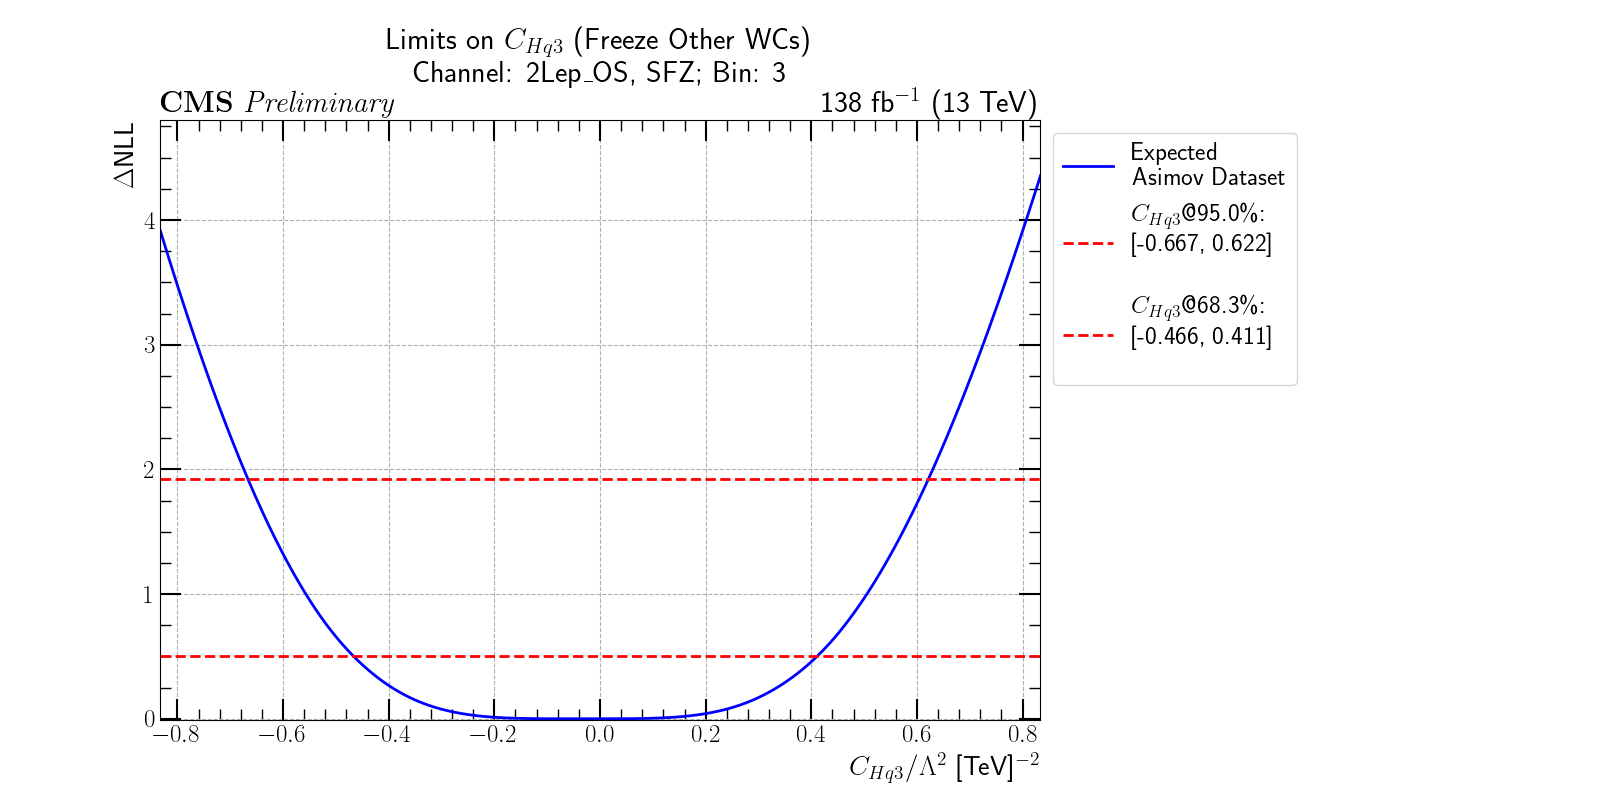 Limits on C_{Hq3} (Freeze Other WCs)
Channel: 2Lep_OS, SFZ; Bin: 3
CMS Preliminary
138 fb^{-1} (13 TeV)
ΔNLL
4
3
2
1
0
−0.8
−0.6
−0.4
−0.2
0.0
0.2
0.4
0.6
0.8
C_{Hq3}/Λ^2 [TeV]^{-2}
Expected
Asimov Dataset
C_{Hq3}@95.0%:
[-0.667, 0.622]
C_{Hq3}@68.3%:
[-0.466, 0.411]